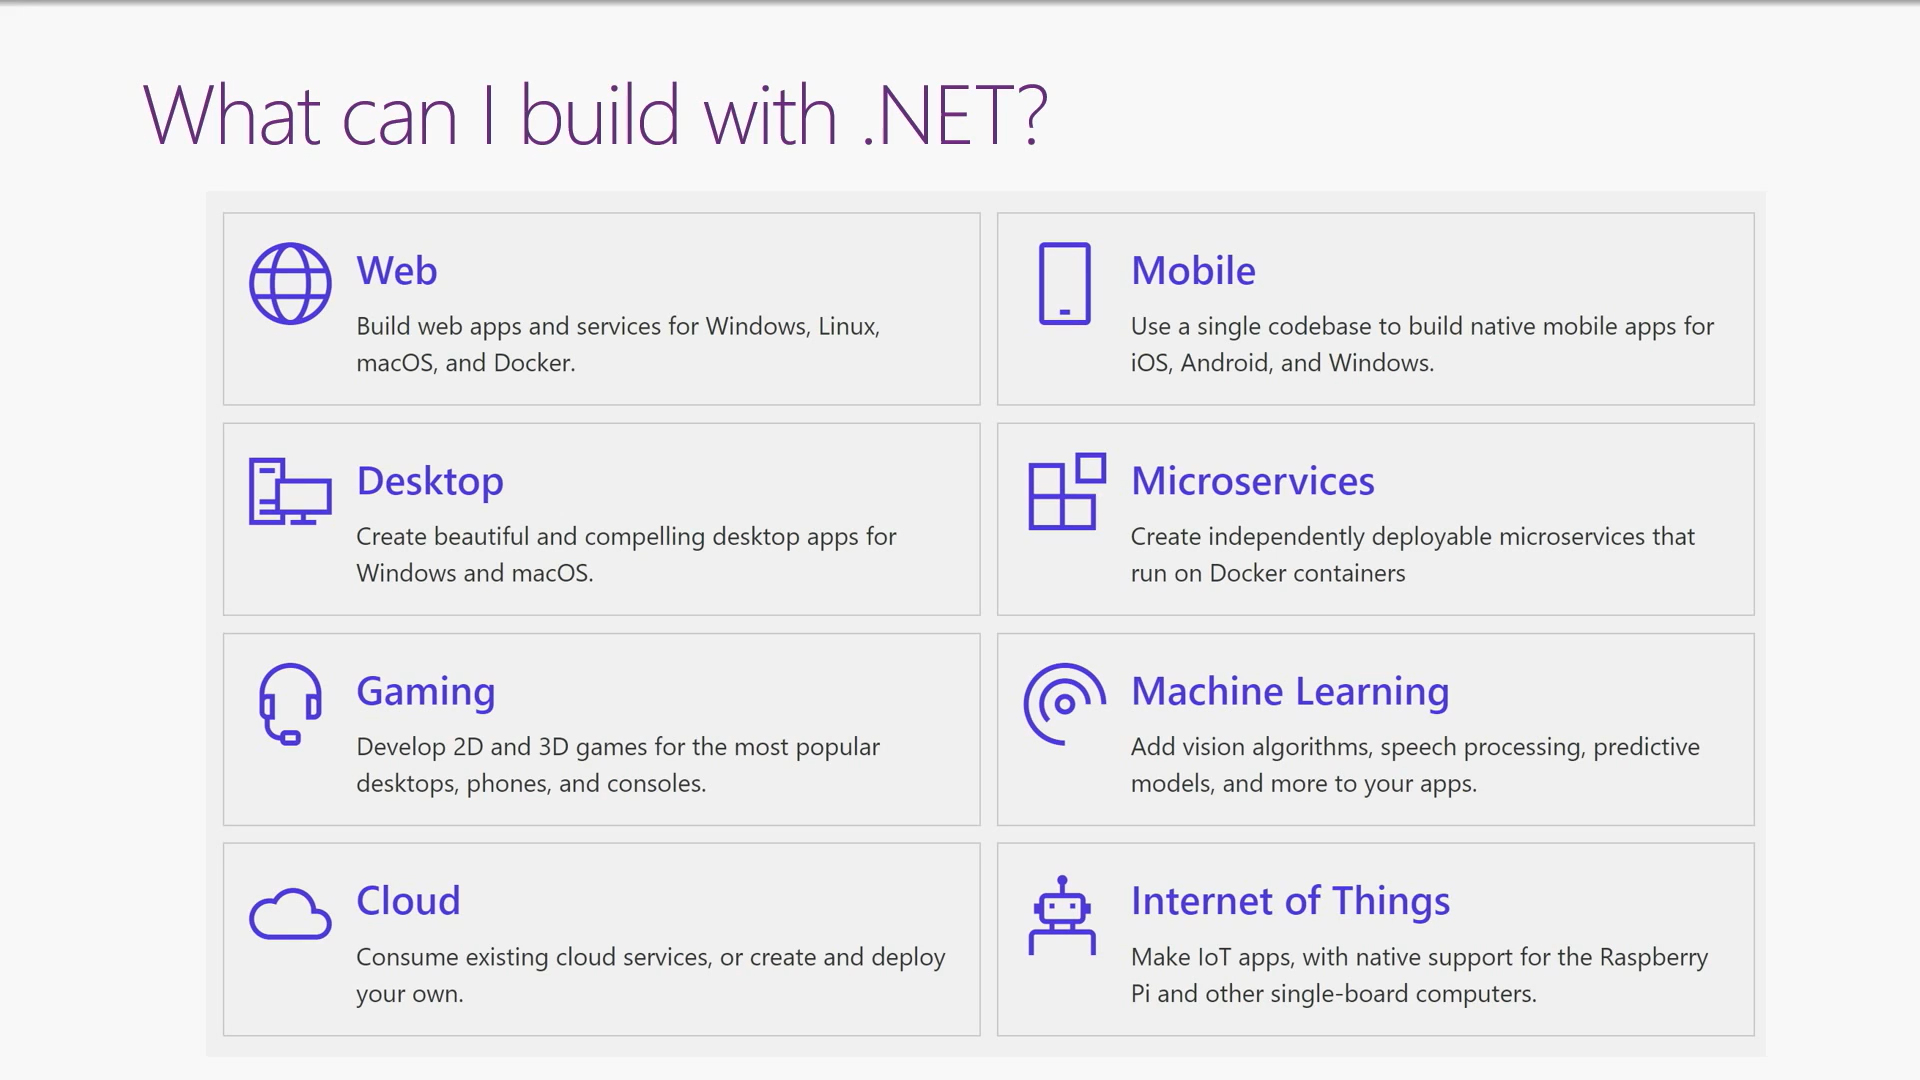 What can I build with .NET?
Web
Build web apps and services for Windows, Linux,
macOS, and Docker.
Mobile
Use a single codebase to build native mobile apps for
iOS, Android, and Windows.
Desktop
Create beautiful and compelling desktop apps for
Windows and macOS.
Microservices
Create independently deployable microservices that
run on Docker containers
Gaming
Develop 2D and 3D games for the most popular
desktops, phones, and consoles.
Machine Learning
Add vision algorithms, speech processing, predictive
models, and more to your apps.
Cloud
Consume existing cloud services, or create and deploy
your own.
Internet of Things
Make IoT apps, with native support for the Raspberry
Pi and other single-board computers.